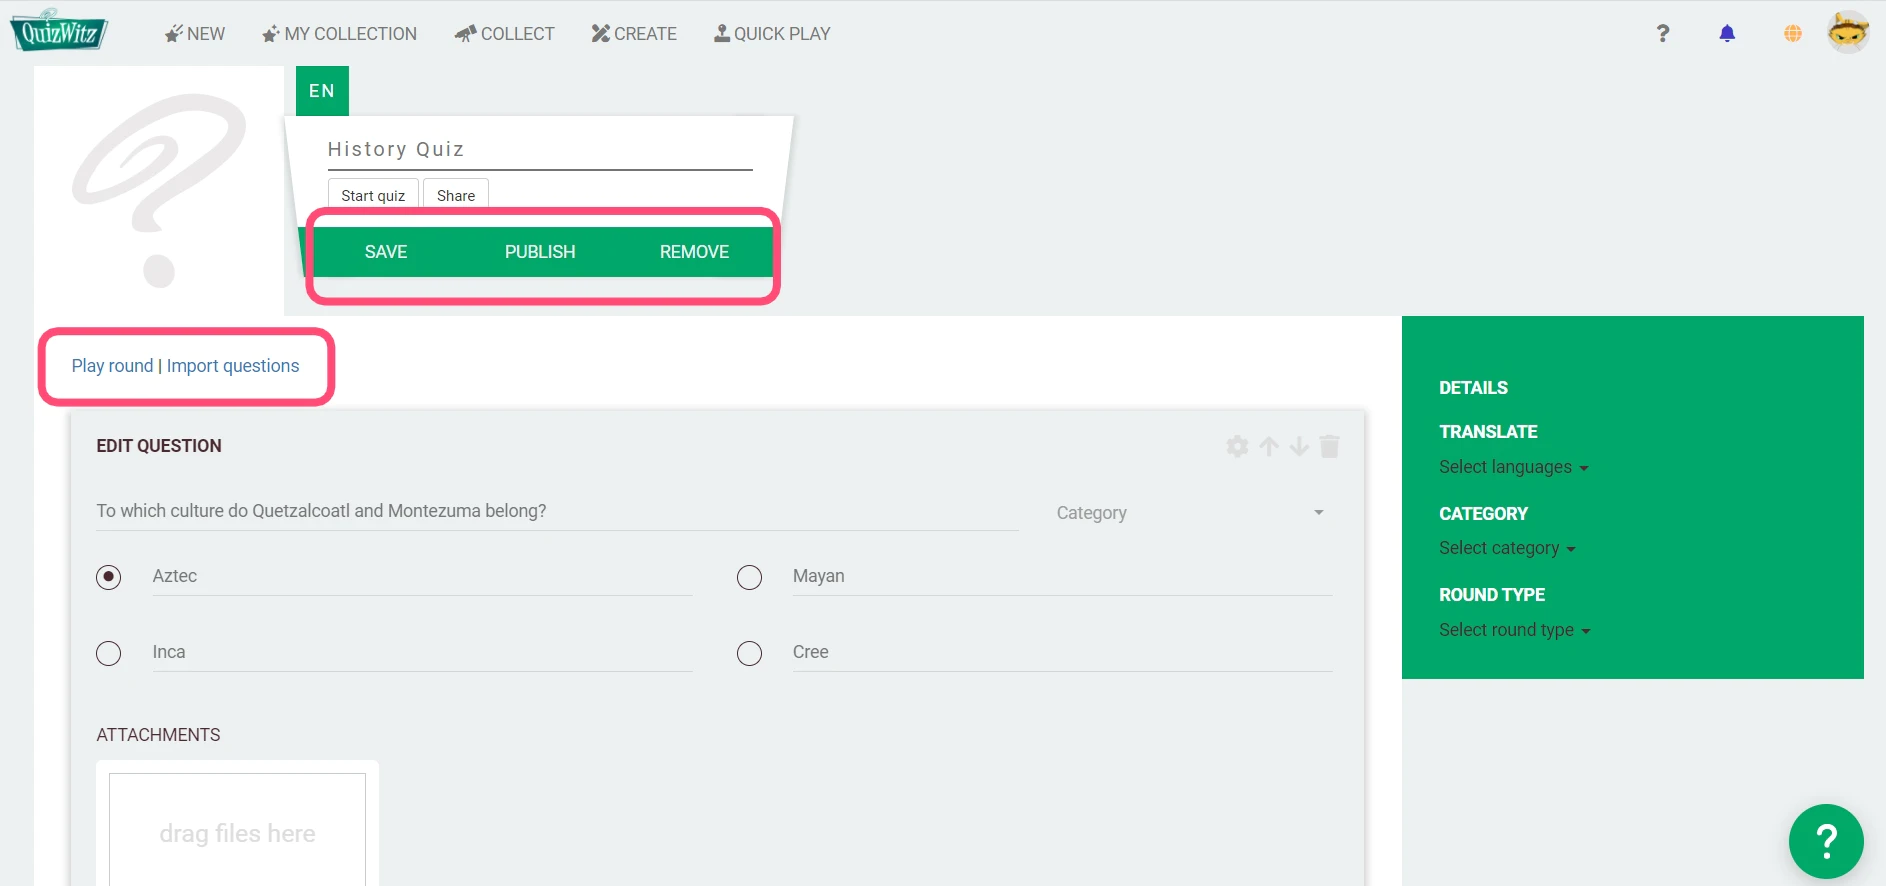 QuizWitz NEW MY COLLECTION COLLECT CREATE QUICK PLAY ?
EN
History Quiz
Start quiz Share
SAVE PUBLISH REMOVE
Play round | Import questions
EDIT QUESTION
To which culture do Quetzalcoatl and Montezuma belong? Category
Aztec Mayan
Inca Cree
ATTACHMENTS
drag files here
DETAILS
TRANSLATE
Select languages
CATEGORY
Select category
ROUND TYPE
Select round type
?